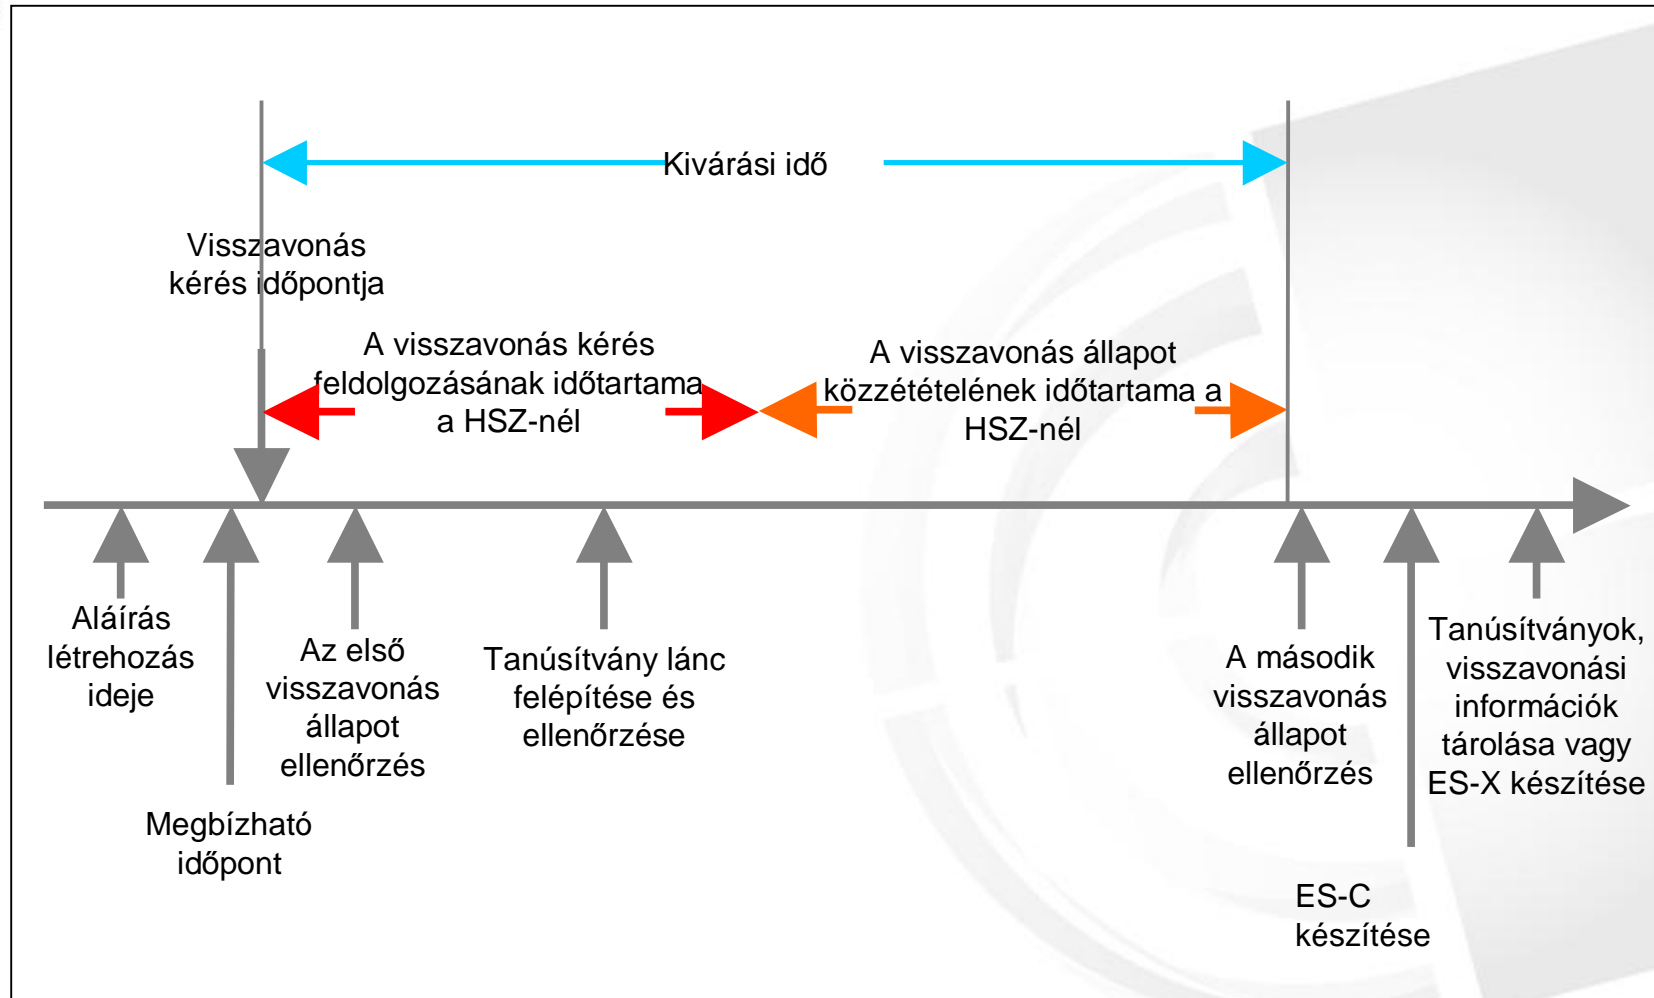 Kivárási idő
Visszavonás
kérés időpontja
A visszavonás kérés
feldolgozásának időtartama
a HSZ-nél
A visszavonás állapot
közzétételének időtartama a
HSZ-nél
Aláírás
létrehozás
ideje
Megbízható
időpont
Az első
visszavonás
állapot
ellenőrzés
Tanúsítvány lánc
felépítése és
ellenőrzése
A második
visszavonás
állapot
ellenőrzés
ES-C
készítése
Tanúsítványok,
visszavonási
információk
tárolása vagy
ES-X készítése